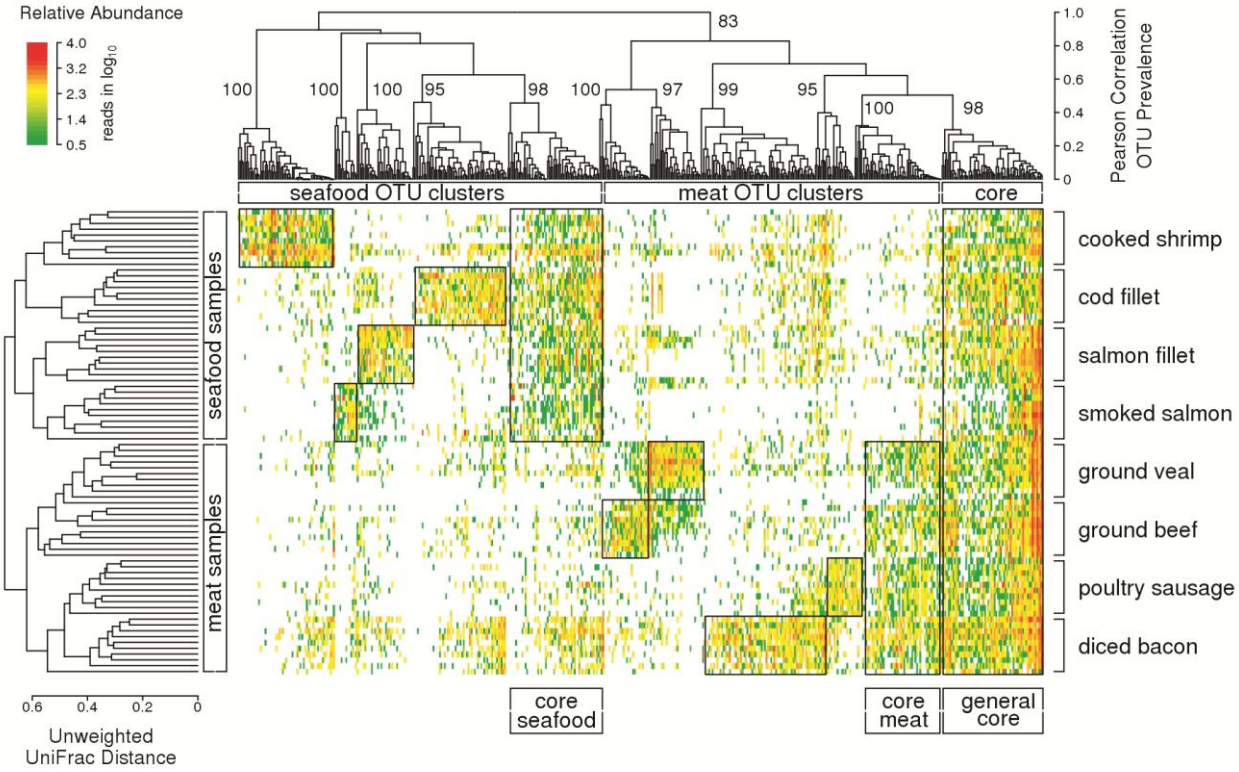 Relative Abundance
4.0
3.2
2.3
1.4
0.5
reads in log10
83
100
100
100
95
98
100
97
99
95
100
98
1.0
0.8
0.6
0.4
0.2
0
Pearson Correlation
OTU Prevalence
seafood OTU clusters
meat OTU clusters
core
seafood samples
meat samples
cooked shrimp
cod fillet
salmon fillet
smoked salmon
ground veal
ground beef
poultry sausage
diced bacon
core
seafood
core
meat
general
core
0.6
0.4
0.2
0
Unweighted
UniFrac Distance